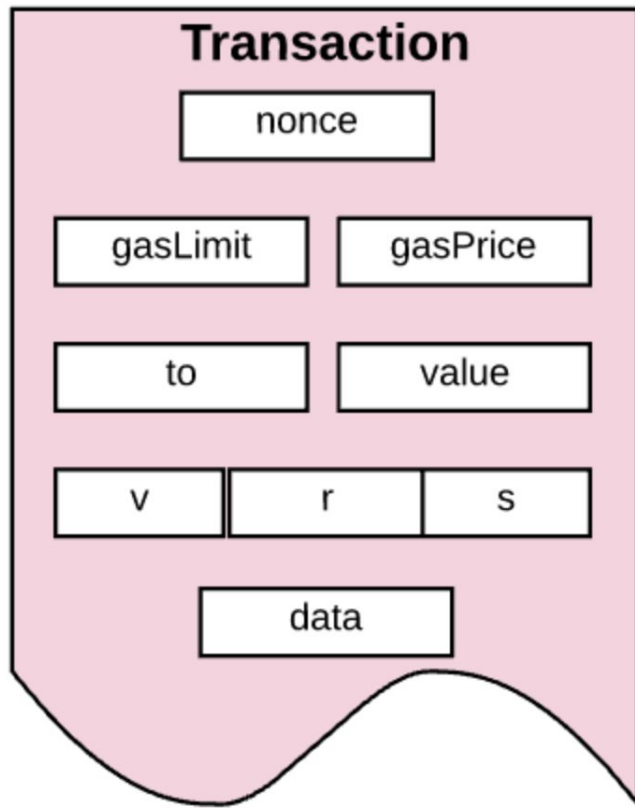 Transaction
nonce
gasLimit gasPrice
to value
v r s
data